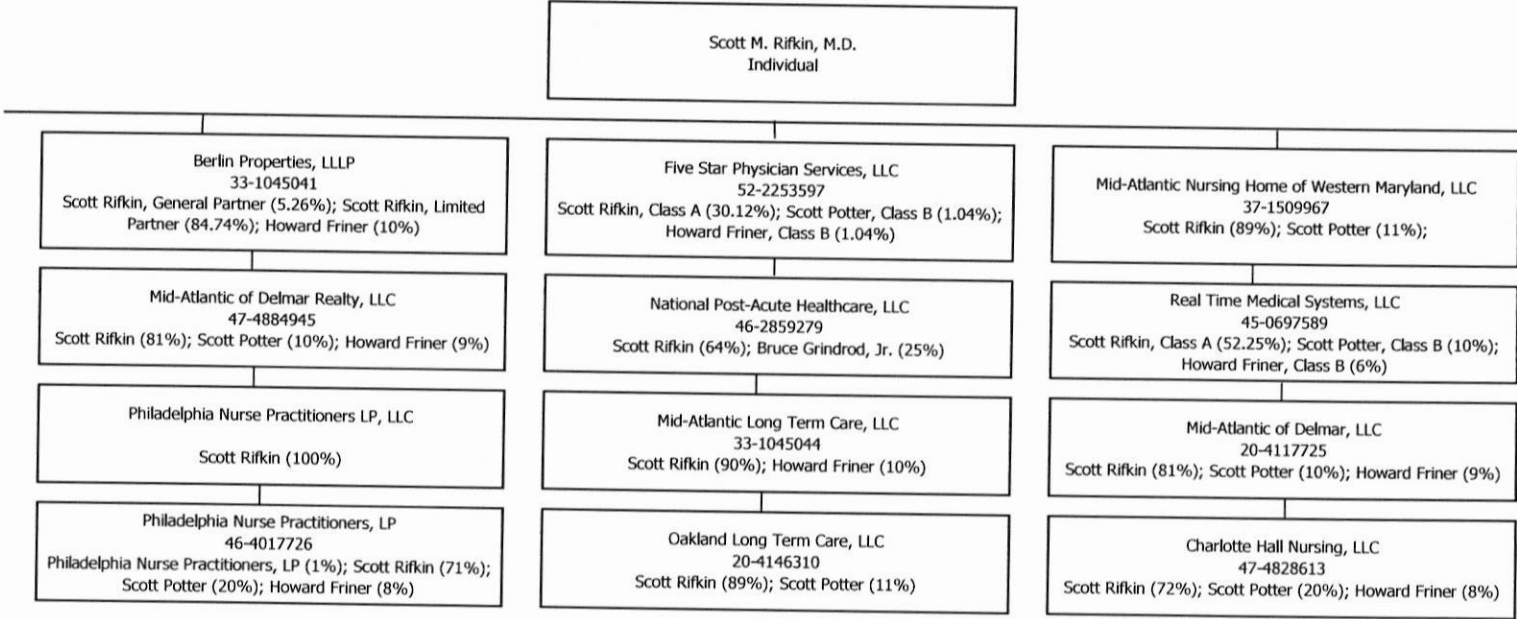 Scott M. Rifkin, M.D.
Individual
Berlin Properties, LLLP
33-1045041
Scott Rifkin, General Partner (5.26%); Scott Rifkin, Limited
Partner (84.74%); Howard Friner (10%)
Five Star Physician Services, LLC
52-2253597
Scott Rifkin, Class A (30.12%); Scott Potter, Class B (1.04%);
Howard Friner, Class B (1.04%)
Mid-Atlantic Nursing Home of Western Maryland, LLC
37-1509967
Scott Rifkin (89%); Scott Potter (11%);
Mid-Atlantic of Delmar Realty, LLC
47-4884945
Scott Rifkin (81%); Scott Potter (10%); Howard Friner (9%)
National Post-Acute Healthcare, LLC
46-2859279
Scott Rifkin (64%); Bruce Grindrod, Jr. (25%)
Real Time Medical Systems, LLC
45-0697589
Scott Rifkin, Class A (52.25%); Scott Potter, Class B (10%);
Howard Friner, Class B (6%)
Philadelphia Nurse Practitioners LP, LLC
Scott Rifkin (100%)
Mid-Atlantic Long Term Care, LLC
33-1045044
Scott Rifkin (90%); Howard Friner (10%)
Mid-Atlantic of Delmar, LLC
20-4117725
Scott Rifkin (81%); Scott Potter (10%); Howard Friner (9%)
Philadelphia Nurse Practitioners, LP
46-4017726
Philadelphia Nurse Practitioners, LP (1%); Scott Rifkin (71%);
Scott Potter (20%); Howard Friner (8%)
Oakland Long Term Care, LLC
20-4146310
Scott Rifkin (89%); Scott Potter (11%)
Charlotte Hall Nursing, LLC
47-4828613
Scott Rifkin (72%); Scott Potter (20%); Howard Friner (8%)